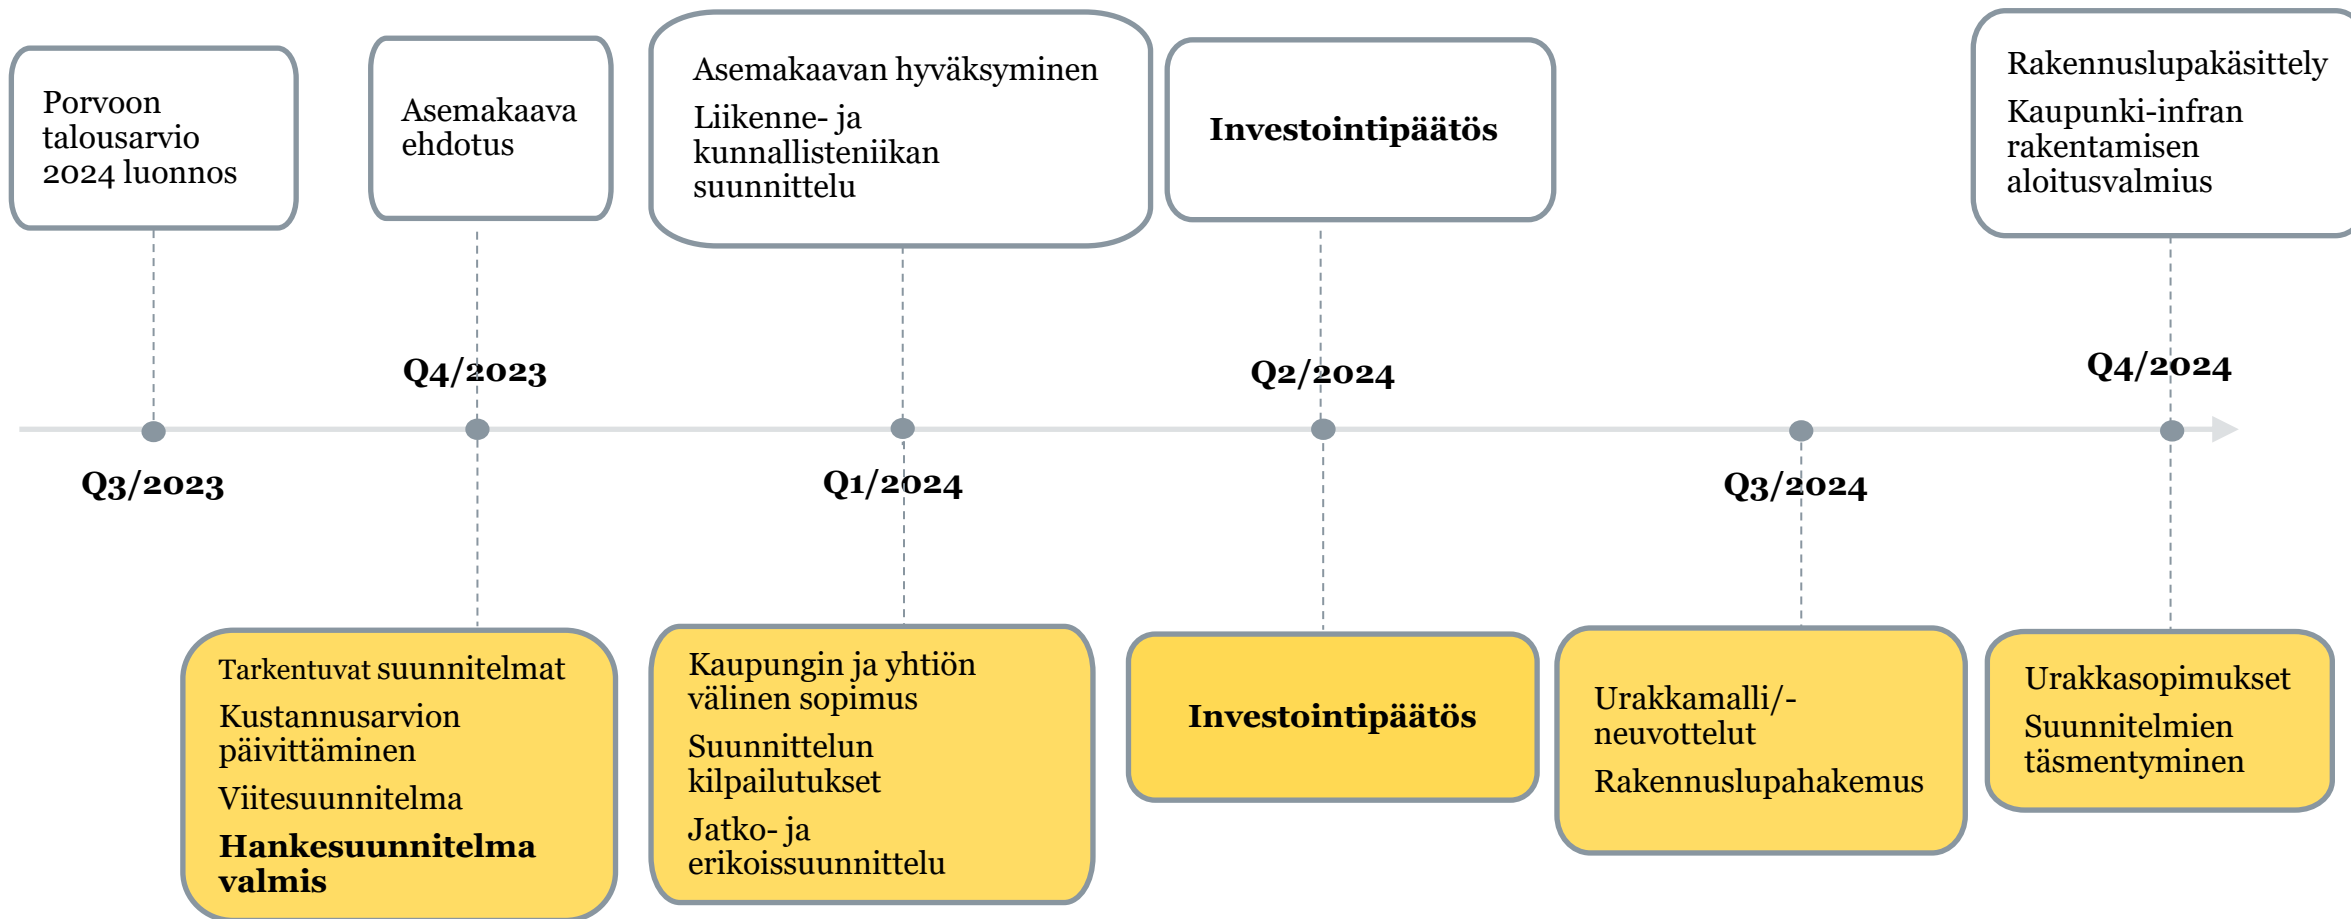 Porvoon
talousarvio
2024 luonnos
Asemakaava
ehdotus
Asemakaavan hyväksyminen
Liikenne- ja
kunnallisteniikan
suunnittelu
Investointipäätös
Rakennuslupakäsittely
Kaupunki-infran
rakentamisen
aloitusvalmius
Q3/2023
Q4/2023
Q1/2024
Q2/2024
Q3/2024
Q4/2024
Tarkentuvat suunnitelmat
Kustannusarvion
päivittäminen
Viitesuunnitelma
Hankesuunnitelma
valmis
Kaupungin ja yhtiön
välinen sopimus
Suunnittelun
kilpailutukset
Jatko- ja
erikoissuunnittelu
Investointipäätös
Urakkamalli/-
neuvottelut
Rakennuslupahakemus
Urakkasopimukset
Suunnitelmien
täsmentyminen